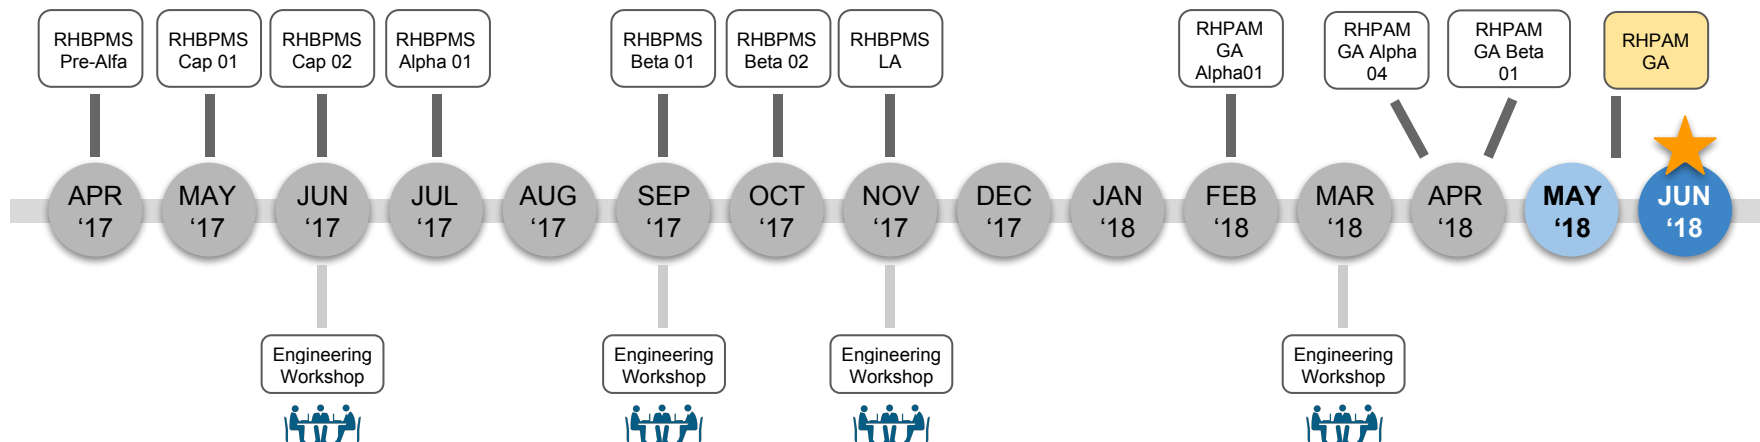 RHBPMS
Pre-Alfa
RHBPMS
Cap 01
RHBPMS
Cap 02
RHBPMS
Alpha 01
RHBPMS
Beta 01
RHBPMS
Beta 02
RHBPMS
LA
RHPAM
GA
Alpha01
RHPAM
GA Alpha
04
RHPAM
GA Beta
01
RHPAM
GA
APR
‘17
MAY
‘17
JUN
‘17
JUL
‘17
AUG
‘17
SEP
‘17
OCT
‘17
NOV
‘17
DEC
‘17
JAN
‘18
FEB
‘18
MAR
‘18
APR
‘18
MAY
‘18
JUN
‘18
Engineering
Workshop
Engineering
Workshop
Engineering
Workshop
Engineering
Workshop